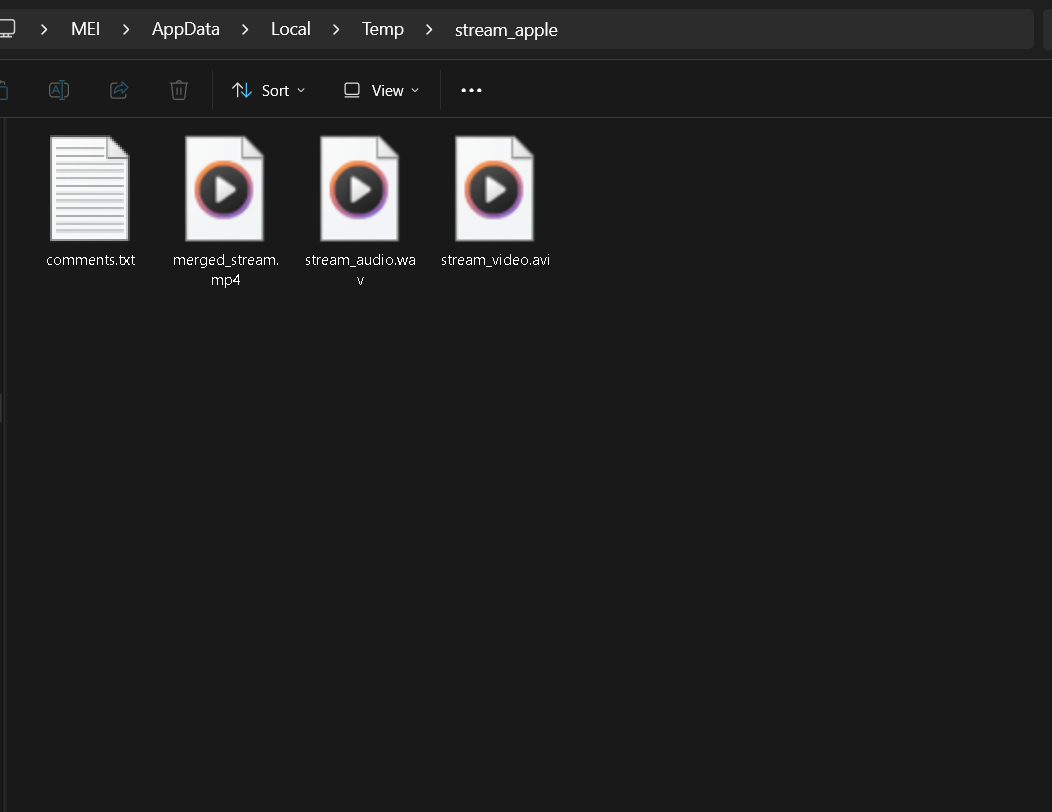 MEI > AppData > Local > Temp > stream_apple
Sort View
comments.txt
merged_stream.
mp4
stream_audio.wa
v
stream_video.avi